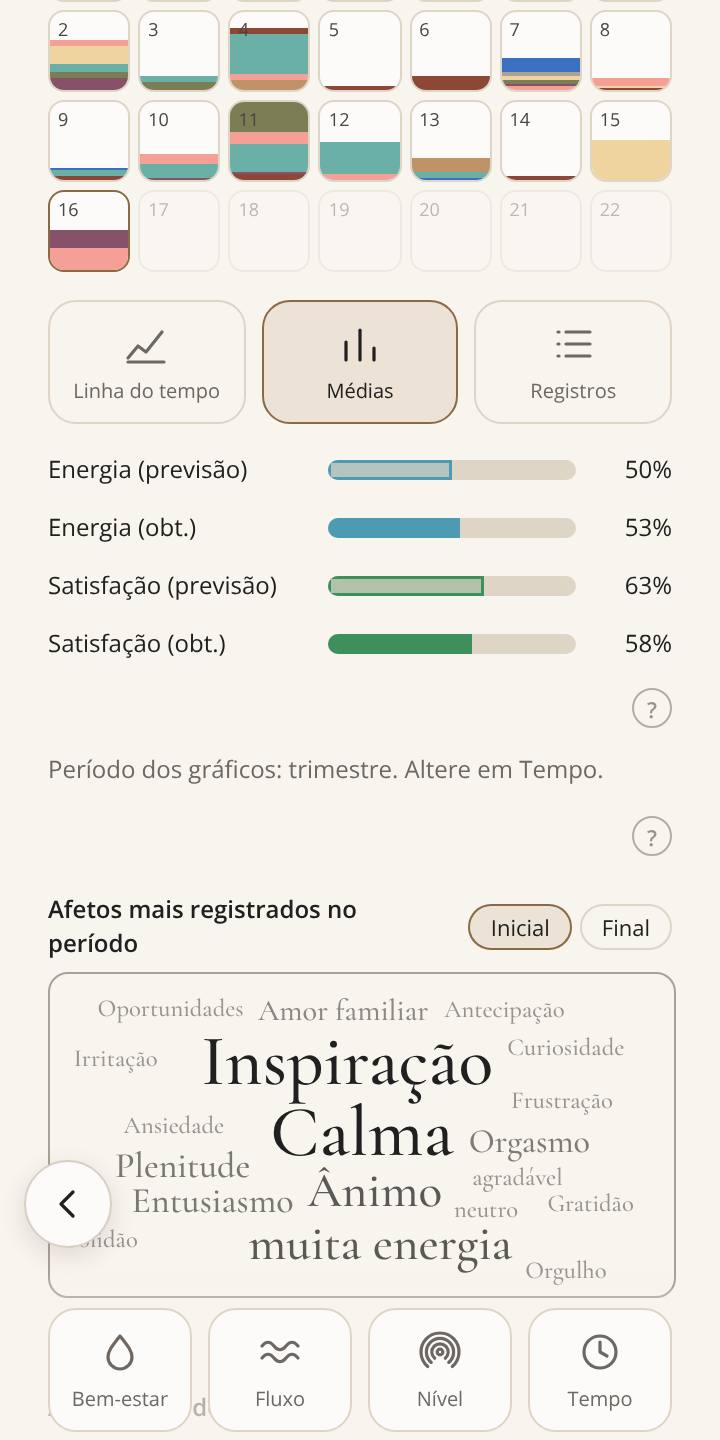 2 3 4 5 6 7 8
9 10 11 12 13 14 15
16 17 18 19 20 21 22
Linha do tempo Médias Registros
Energia (previsão) 50%
Energia (obt.) 53%
Satisfação (previsão) 63%
Satisfação (obt.) 58%
?
Período dos gráficos: trimestre. Altere em Tempo.
?
Afetos mais registrados no
período
Inicial Final
Oportunidades Amor familiar Antecipação
Irritação Inspiração Curiosidade
Frustração
Ansiedade Calma Orgasmo
Plenitude agradável
Entusiasmo Ânimo neutro Gratidão
muita energia
Orgulho
Bem-estar Fluxo Nível Tempo